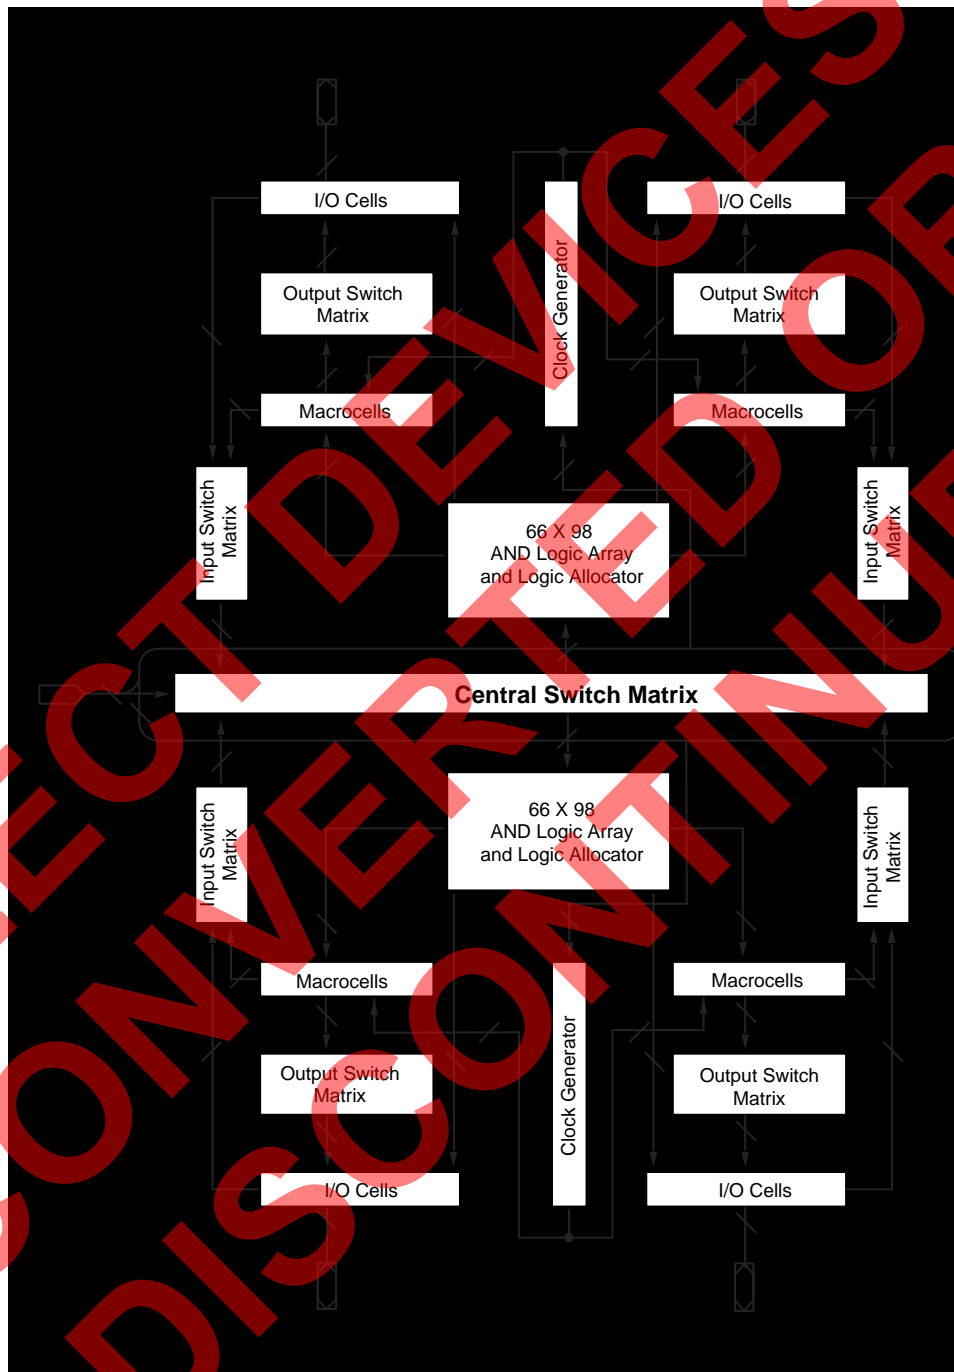 I/O Cells
I/O Cells
Clock Generator
Output Switch
Matrix
Output Switch
Matrix
Macrocells
Macrocells
Input Switch
Matrix
66 X 98
AND Logic Array
and Logic Allocator
Input Switch
Matrix
Central Switch Matrix
Input Switch
Matrix
66 X 98
AND Logic Array
and Logic Allocator
Input Switch
Matrix
Macrocells
Macrocells
Clock Generator
Output Switch
Matrix
Output Switch
Matrix
I/O Cells
I/O Cells
ECT DEVICES
CONVERTED OR
DISCONTINUE